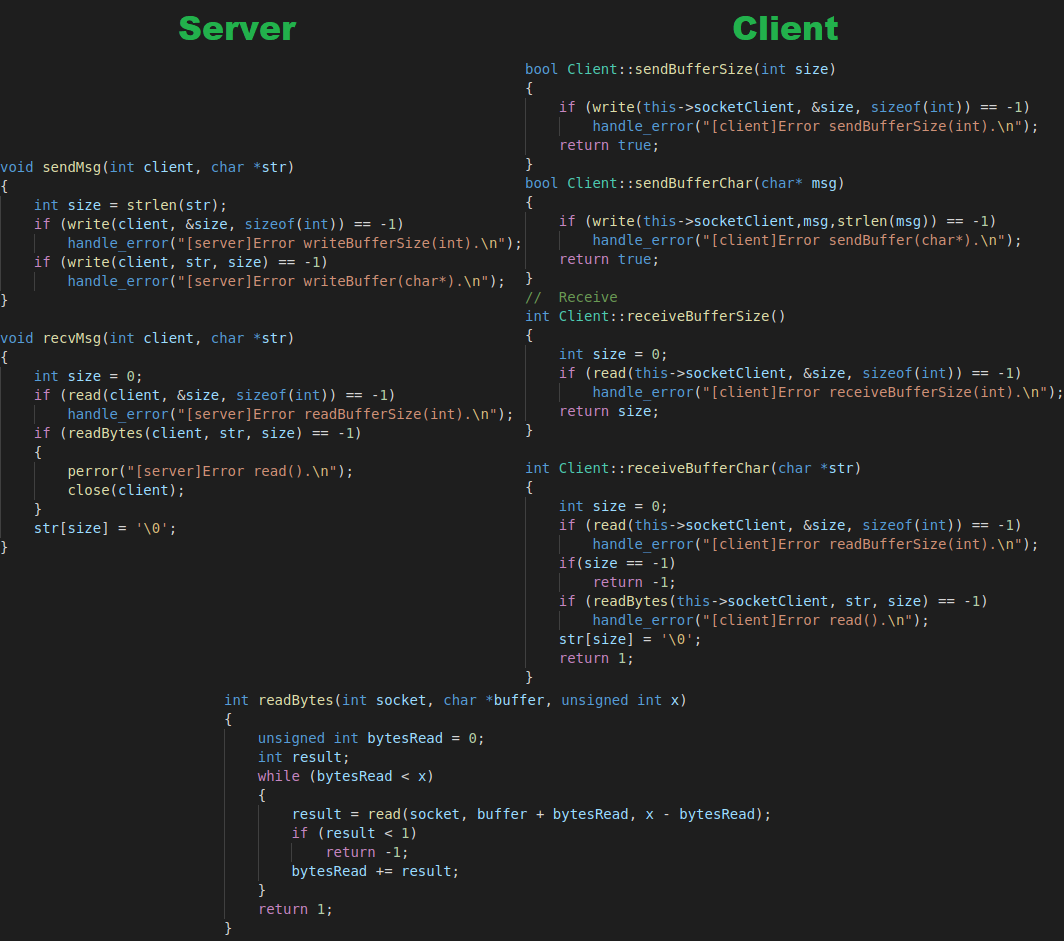 Server
void sendMsg(int client, char *str)
{
    int size = strlen(str);
    if (write(client, &size, sizeof(int)) == -1)
        handle_error("[server]Error writeBufferSize(int).\n");
    if (write(client, str, size) == -1)
        handle_error("[server]Error writeBuffer(char*).\n");
}
void recvMsg(int client, char *str)
{
    int size = 0;
    if (read(client, &size, sizeof(int)) == -1)
        handle_error("[server]Error readBufferSize(int).\n");
    if (readBytes(client, str, size) == -1)
    {
        perror("[server]Error read().\n");
        close(client);
    }
    str[size] = '\0';
}
Client
bool Client::sendBufferSize(int size)
{
    if (write(this->socketClient, &size, sizeof(int)) == -1)
        handle_error("[client]Error sendBufferSize(int).\n");
    return true;
}
bool Client::sendBufferChar(char* msg)
{
    if (write(this->socketClient,msg,strlen(msg)) == -1)
        handle_error("[client]Error sendBuffer(char*).\n");
    return true;
}
//  Receive
int Client::receiveBufferSize()
{
    int size = 0;
    if (read(this->socketClient, &size, sizeof(int)) == -1)
        handle_error("[client]Error receiveBufferSize(int).\n");
    return size;
}
int Client::receiveBufferChar(char *str)
{
    int size = 0;
    if (read(this->socketClient, &size, sizeof(int)) == -1)
        handle_error("[client]Error readBufferSize(int).\n");
    if(size == -1)
        return -1;
    if (readBytes(this->socketClient, str, size) == -1)
        handle_error("[client]Error read().\n");
    str[size] = '\0';
    return 1;
}
int readBytes(int socket, char *buffer, unsigned int x)
{
    unsigned int bytesRead = 0;
    int result;
    while (bytesRead < x)
    {
        result = read(socket, buffer + bytesRead, x - bytesRead);
        if (result < 1)
            return -1;
        bytesRead += result;
    }
    return 1;
}